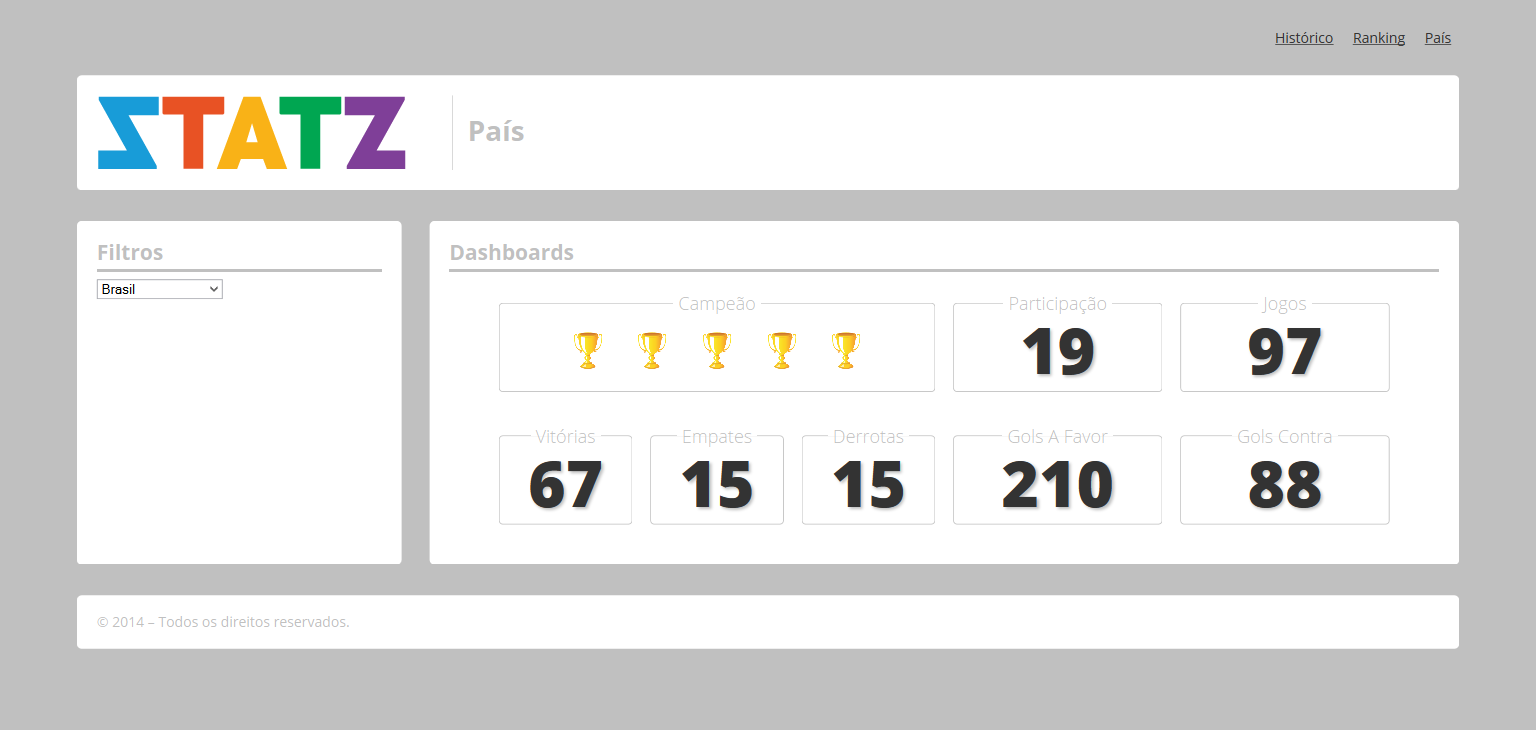 Histórico Ranking País
STATZ País
Filtros
Brasil
Dashboards
Campeão Participação Jogos
19 97
Vitórias Empates Derrotas Gols A Favor Gols Contra
67 15 15 210 88
© 2014 – Todos os direitos reservados.